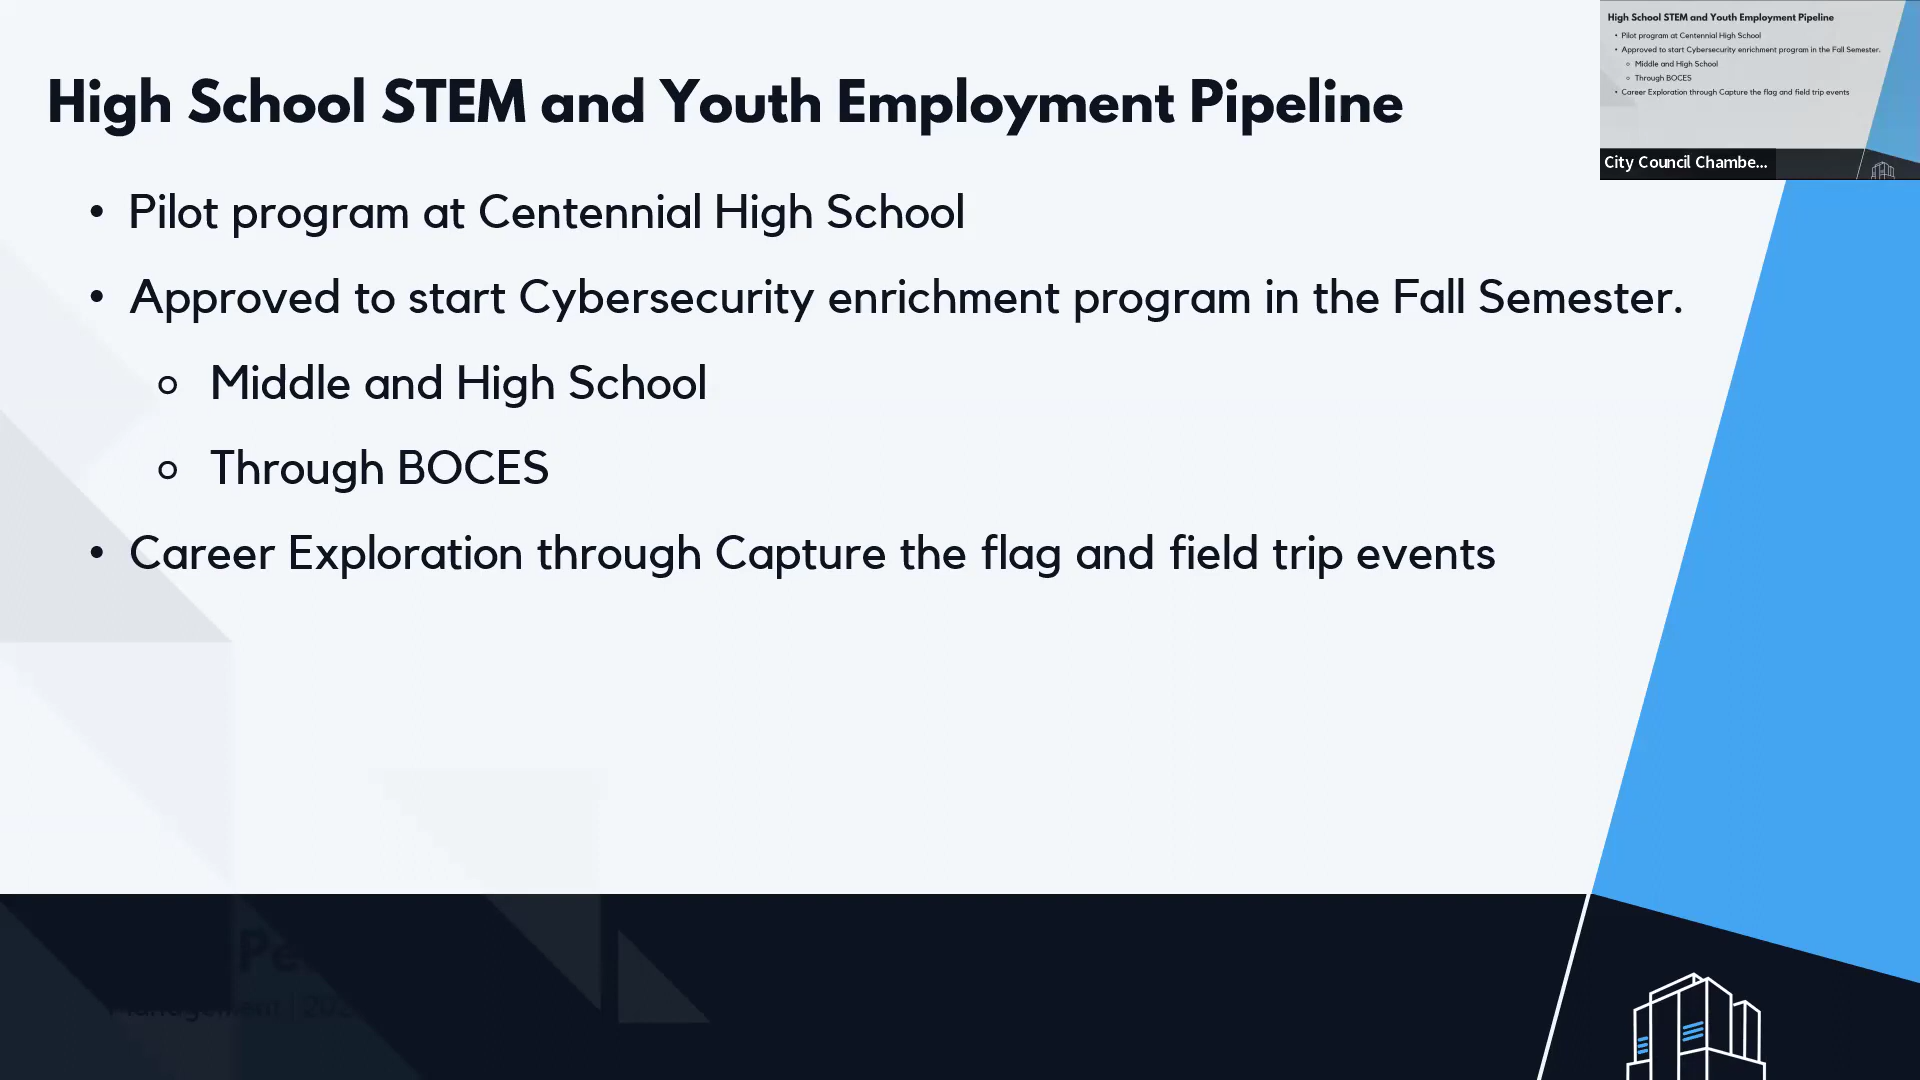 High School STEM and Youth Employment Pipeline
• Pilot program at Centennial High School
• Approved to start Cybersecurity enrichment program in the Fall Semester.
○ Middle and High School
○ Through BOCES
• Career Exploration through Capture the flag and field trip events
High School STEM and Youth Employment Pipeline
• Pilot program at Centennial High School
• Approved to start Cybersecurity enrichment program in the Fall Semester.
○ Middle and High School
○ Through BOCES
• Career Exploration through Capture the flag and field trip events
City Council Chambe...
Management |